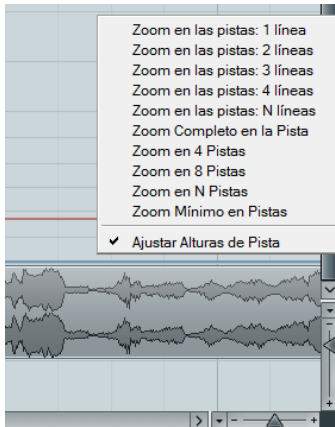 Zoom en las pistas: 1 línea
Zoom en las pistas: 2 líneas
Zoom en las pistas: 3 líneas
Zoom en las pistas: 4 líneas
Zoom en las pistas: N líneas
Zoom Completo en la Pista
Zoom en 4 Pistas
Zoom en 8 Pistas
Zoom en N Pistas
Zoom Mínimo en Pistas
Ajustar Alturas de Pista